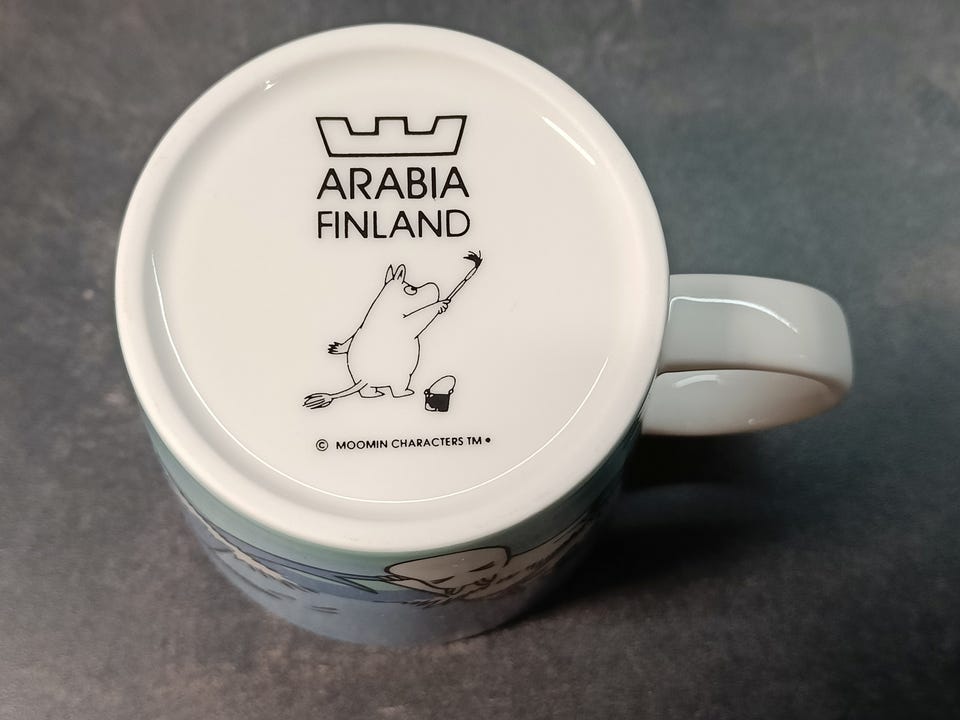 ARABIA
FINLAND
© MOOMIN CHARACTERS TM •